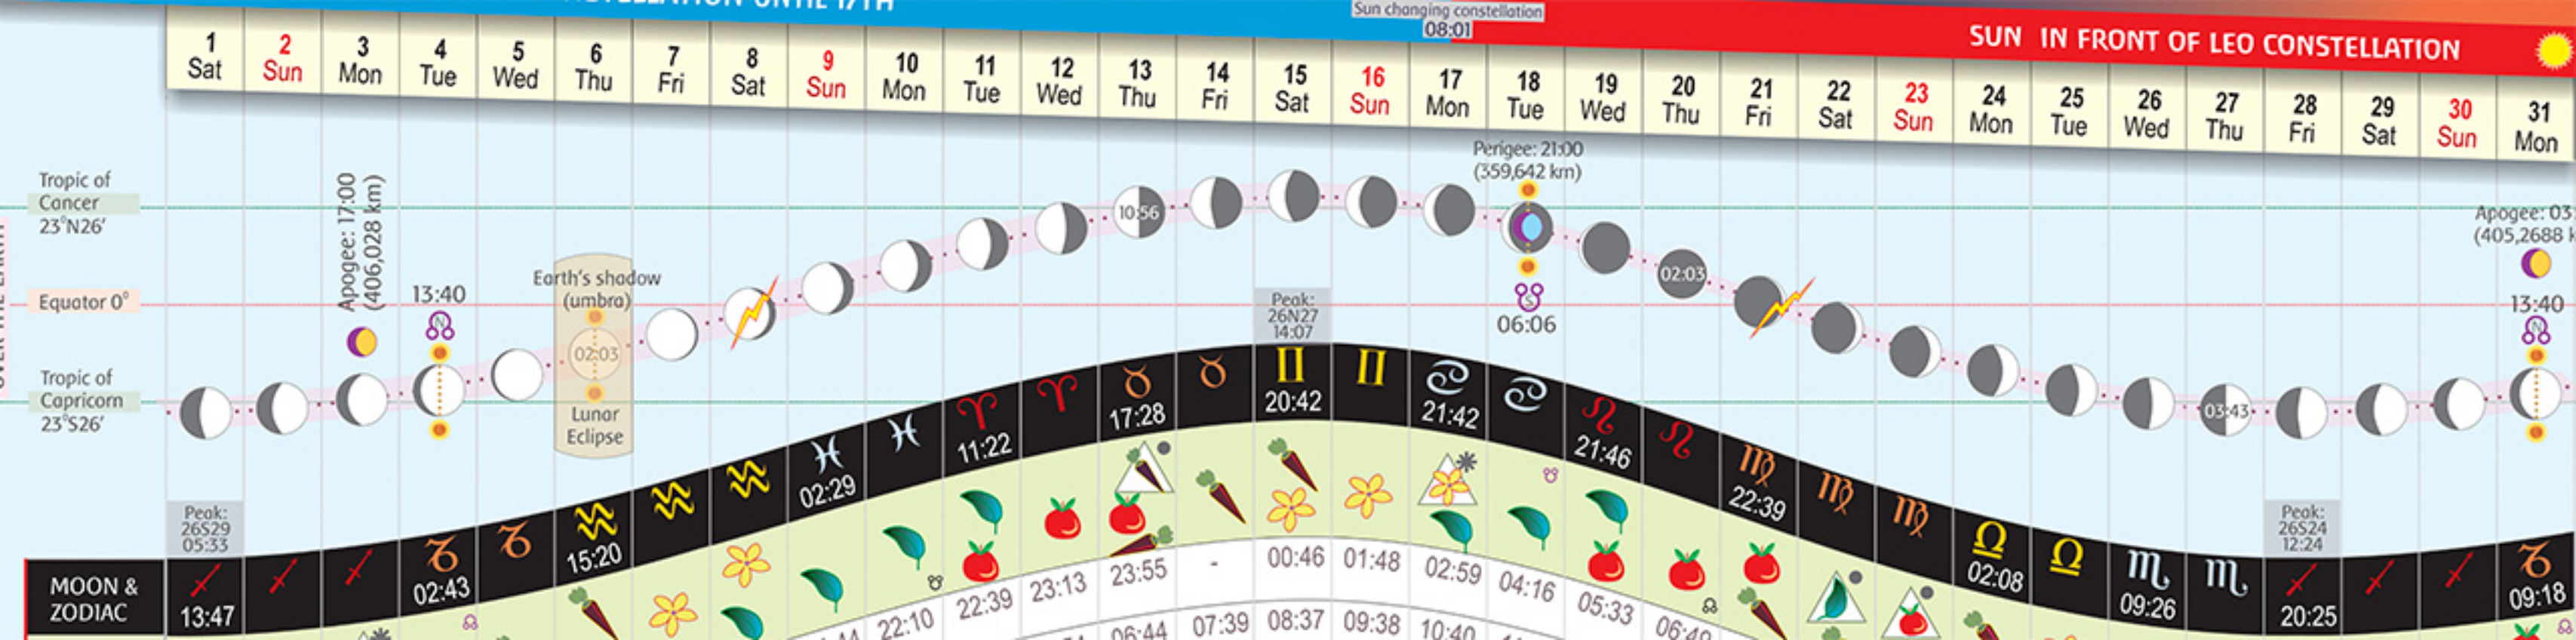 Sun changing constellation
08:01
SUN IN FRONT OF LEO CONSTELLATION
1 2 3 4 5 6 7 8 9 10 11 12 13 14 15 16 17 18 19 20 21 22 23 24 25 26 27 28 29 30 31
Sat Sun Mon Tue Wed Thu Fri Sat Sun Mon Tue Wed Thu Fri Sat Sun Mon Tue Wed Thu Fri Sat Sun Mon Tue Wed Thu Fri Sat Sun Mon
Tropic of
Cancer
23°N26'
Equator 0°
Tropic of
Capricorn
23°S26'
Apogee: 17:00
(406,028 km)
13:40
N
Earth's shadow
(umbra)
02:03
Lunar
Eclipse
10:56
Peak:
26N27
14:07
Perigee: 21:00
(359,642 km)
S
06:06
02:03
03:43
Apogee: 03
(405,2688 k
13:40
N
Peak:
26S29
05:33
Peak:
26S24
12:24
MOON &
ZODIAC
♐ ♐ ♐ ♑ ♑ ♒ ♒ ♒ ♓ ♓ ♈ ♈ ♉ ♉ ♊ ♊ ♋ ♋ ♌ ♌ ♍ ♍ ♍ ♎ ♎ ♏ ♏ ♐ ♐ ♐ ♑
13:47 02:43 15:20 02:29 11:22 17:28 20:42 21:42 21:46 22:39 02:08 09:26 20:25 09:18
22:10 22:39 23:13 23:55 - 00:46 01:48 02:59 04:16 05:33
07:39 08:37 09:38 10:40